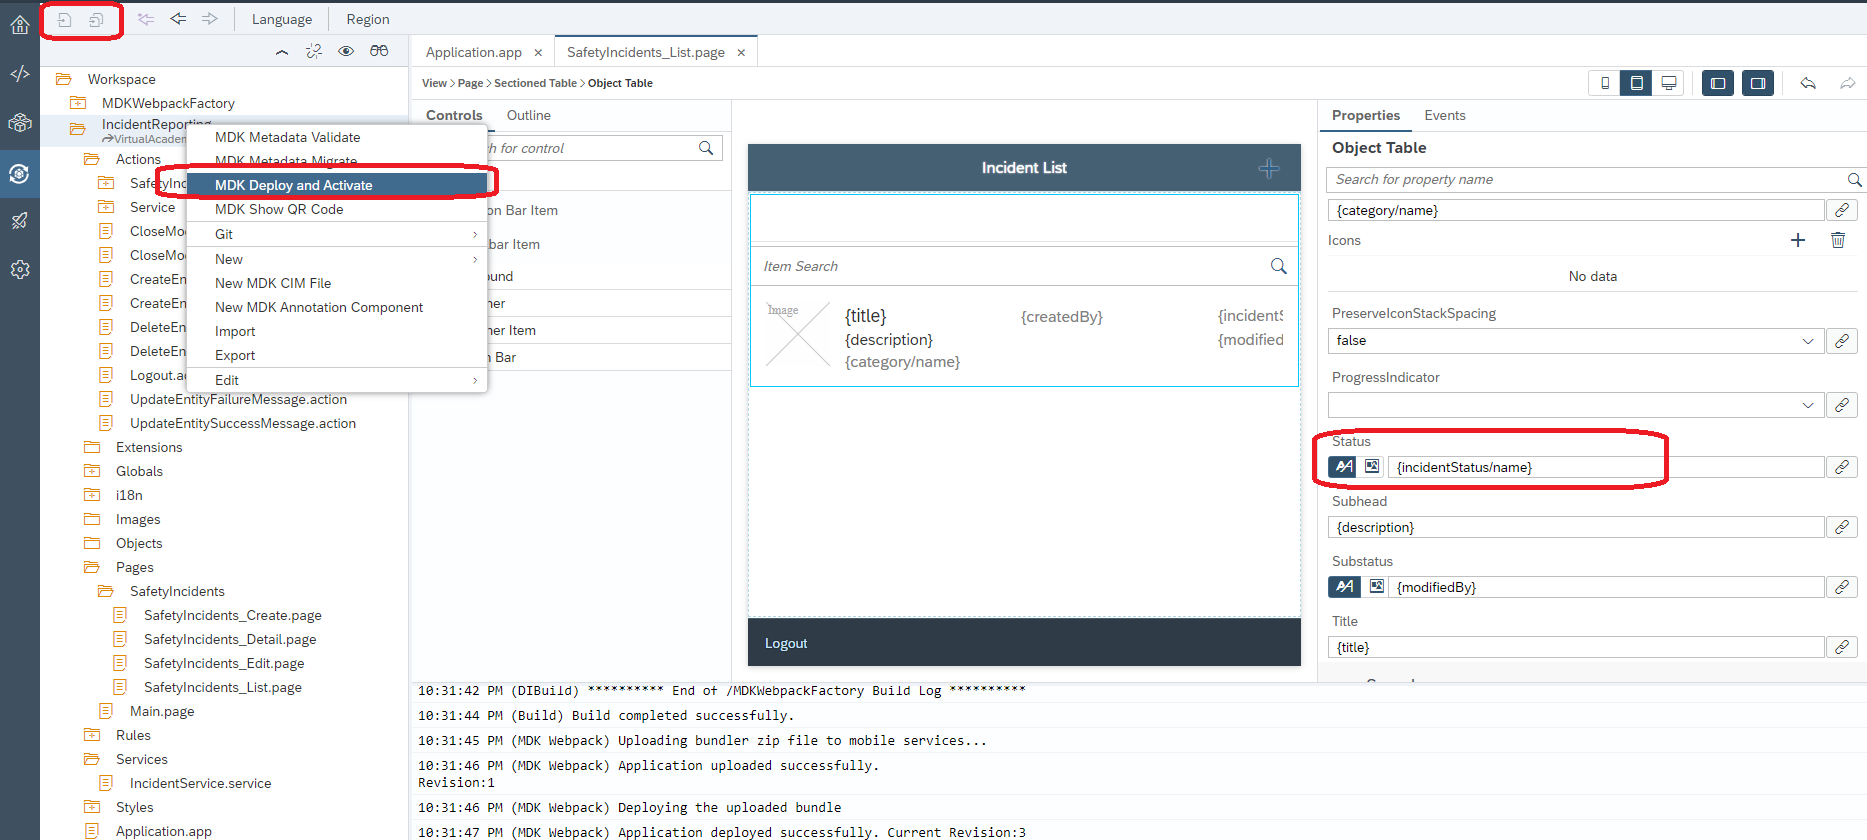 Language
Region
Workspace
MDKWebpackFactory
IncidentReporting
VirtualAcadem
Actions
SafetyInc
Service
CloseMo
CloseMo
CreateEn
CreateEn
DeleteEn
DeleteEn
Logout.ac
UpdateEntityFailureMessage.action
UpdateEntitySuccessMessage.action
Extensions
Globals
i18n
Images
Objects
Pages
SafetyIncidents
SafetyIncidents_Create.page
SafetyIncidents_Detail.page
SafetyIncidents_Edit.page
SafetyIncidents_List.page
Main.page
Rules
Services
IncidentService.service
Styles
Application.app
MDK Metadata Validate
MDK Metadata Migrate
MDK Deploy and Activate
MDK Show QR Code
Git
New
New MDK CIM File
New MDK Annotation Component
Import
Export
Edit
Application.app ×
SafetyIncidents_List.page ×
View > Page > Sectioned Table > Object Table
Controls
Outline
h for control
on Bar Item
bar Item
ound
ner
ner Item
n Bar
Incident List
Item Search
Image
{title}
{description}
{category/name}
{createdBy}
{incidentS
{modified
Logout
Properties
Events
Object Table
Search for property name
{category/name}
Icons
No data
PreserveIconStackSpacing
false
ProgressIndicator
Status
{incidentStatus/name}
Subhead
{description}
Substatus
{modifiedBy}
Title
{title}
10:31:42 PM (DIBuild) ********** End of /MDKWebpackFactory Build Log **********
10:31:44 PM (Build) Build completed successfully.
10:31:45 PM (MDK Webpack) Uploading bundler zip file to mobile services...
10:31:46 PM (MDK Webpack) Application uploaded successfully.
Revision:1
10:31:46 PM (MDK Webpack) Deploying the uploaded bundle
10:31:47 PM (MDK Webpack) Application deployed successfully. Current Revision:3